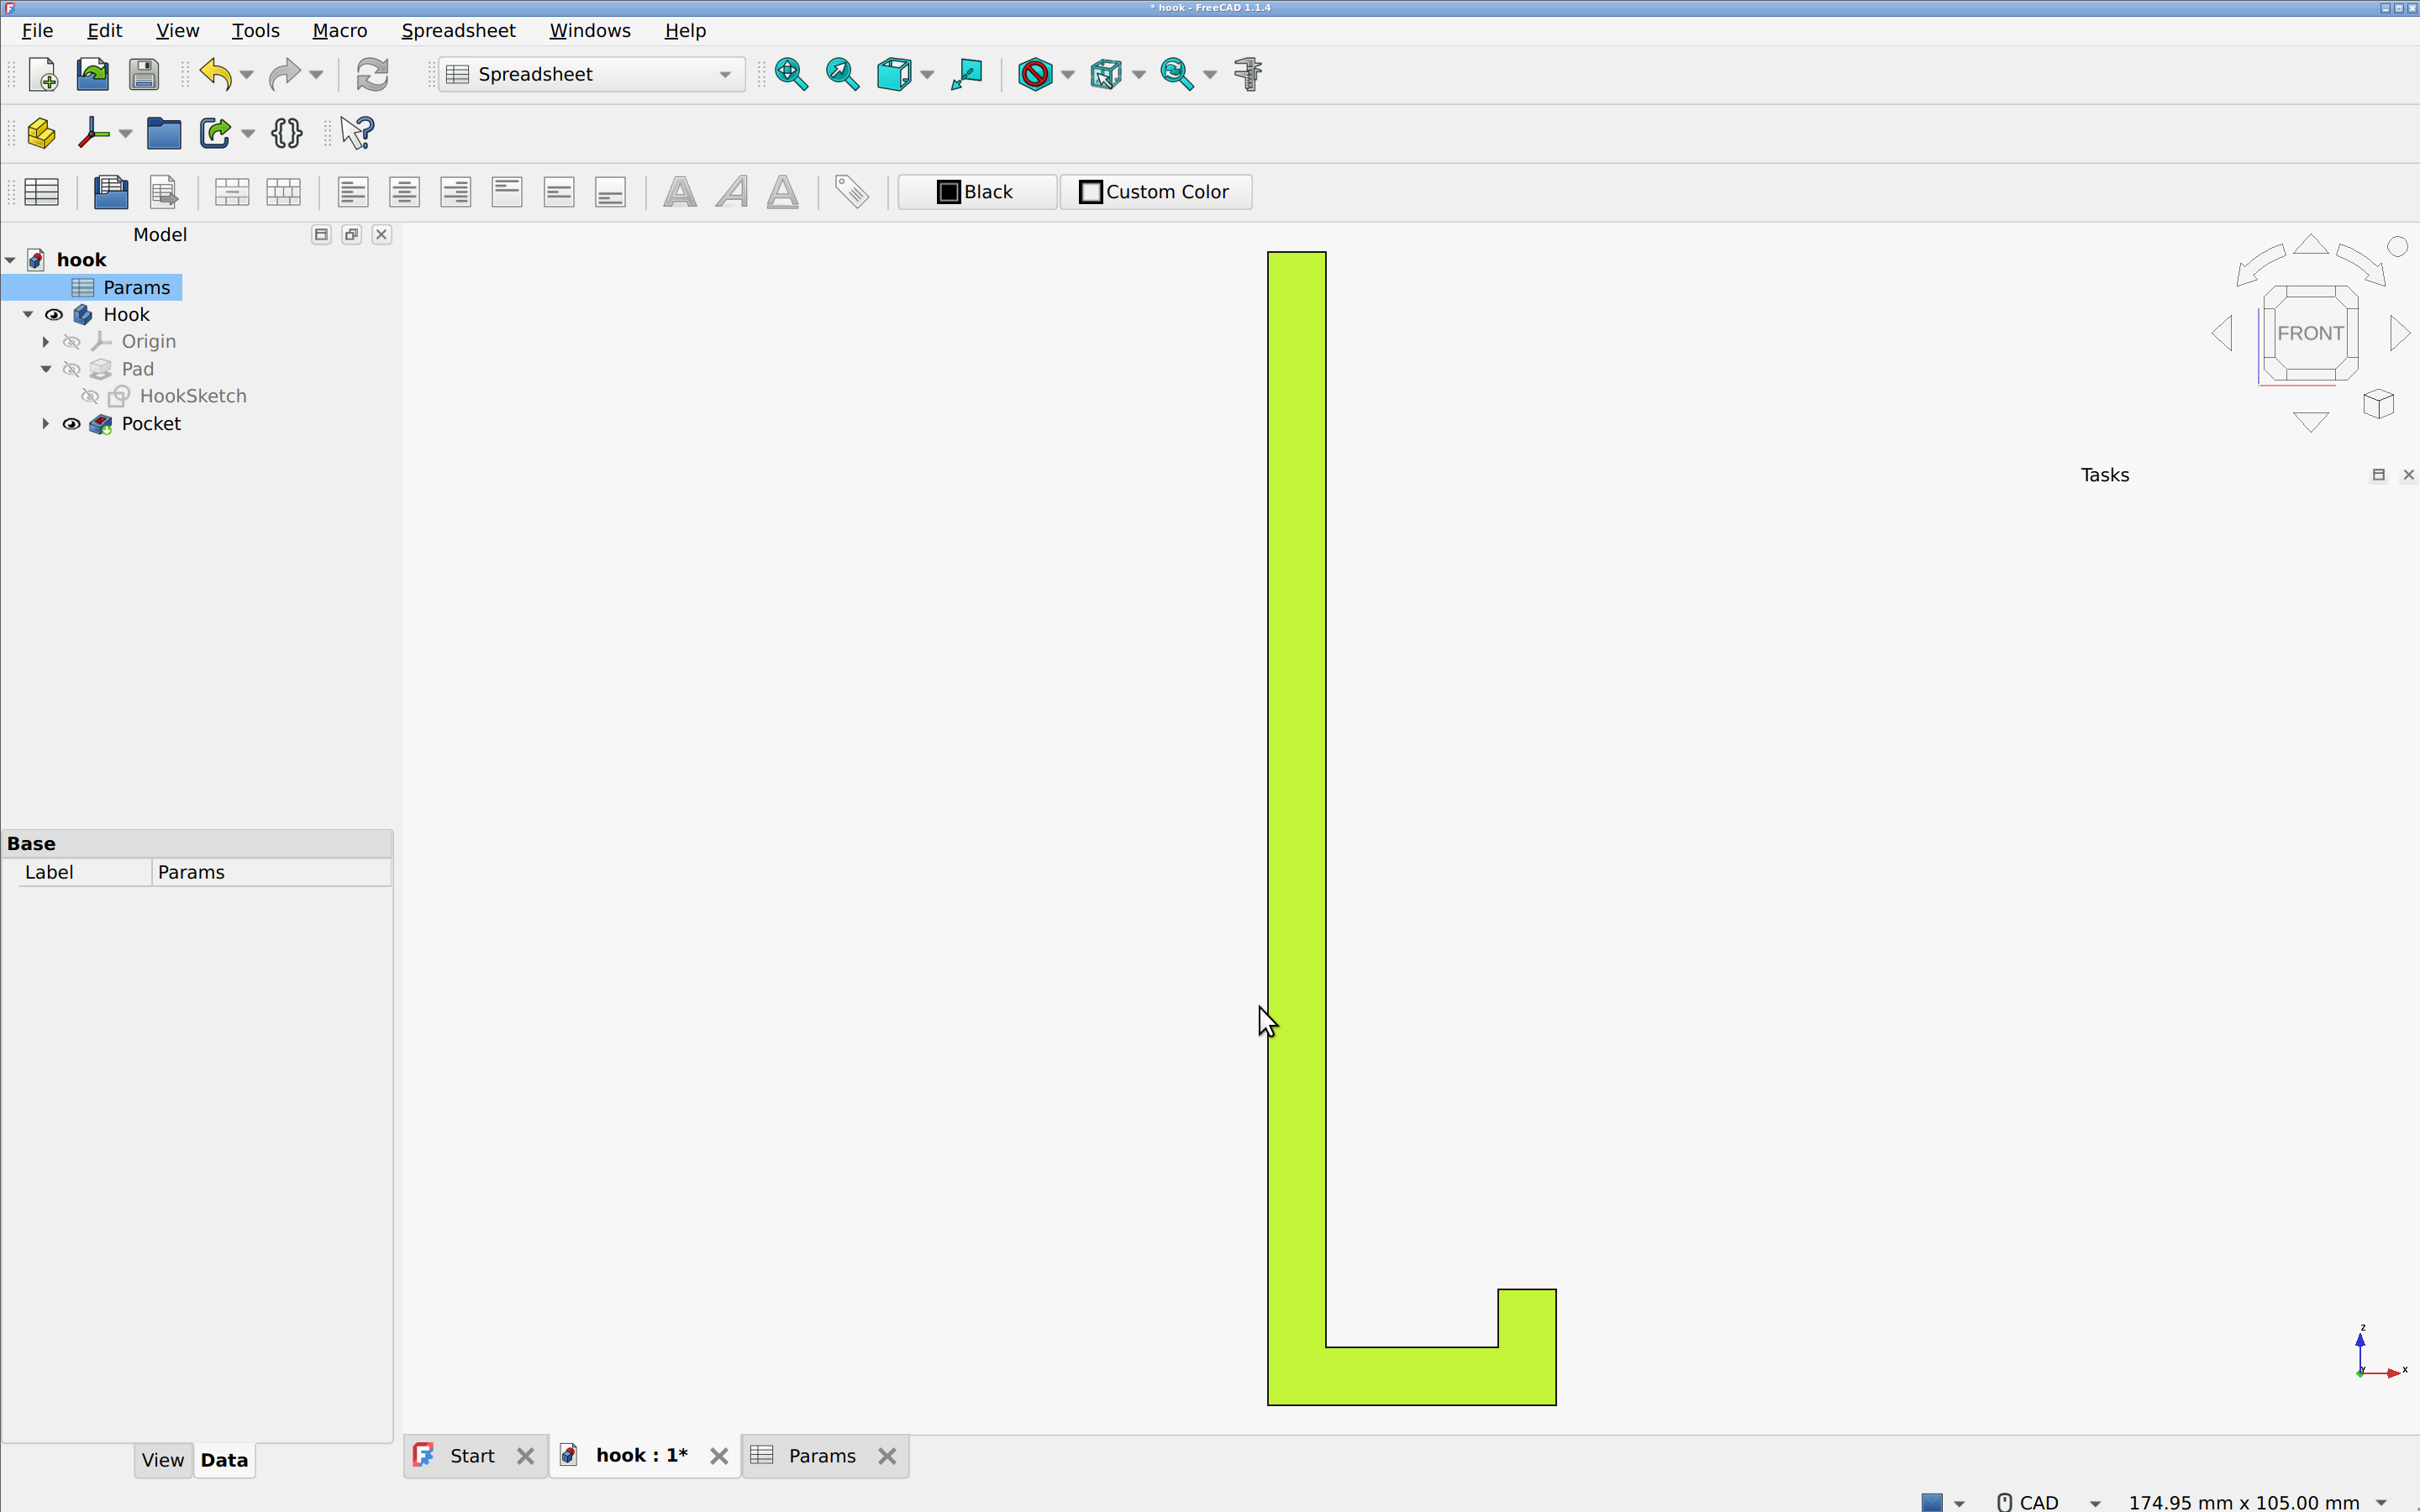 * hook - FreeCAD 1.1.4
File Edit View Tools Macro Spreadsheet Windows Help
Spreadsheet
Black Custom Color
Model
hook
Params
Hook
Origin
Pad
HookSketch
Pocket
FRONT
Tasks
Base
Label Params
z
y
x
View Data
Start hook : 1* Params
CAD 174.95 mm x 105.00 mm